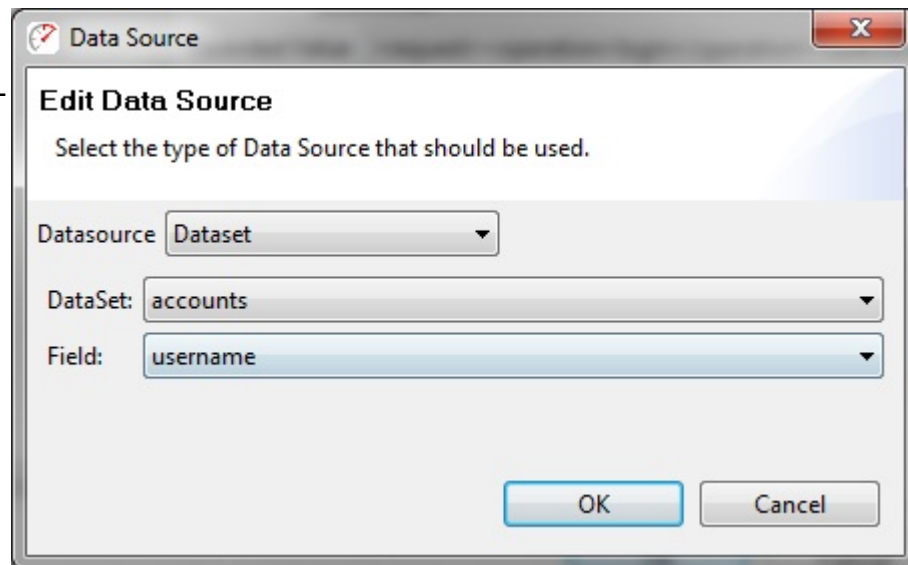 Data Source
Edit Data Source
Select the type of Data Source that should be used.
Datasource Dataset
DataSet: accounts
Field: username
OK Cancel